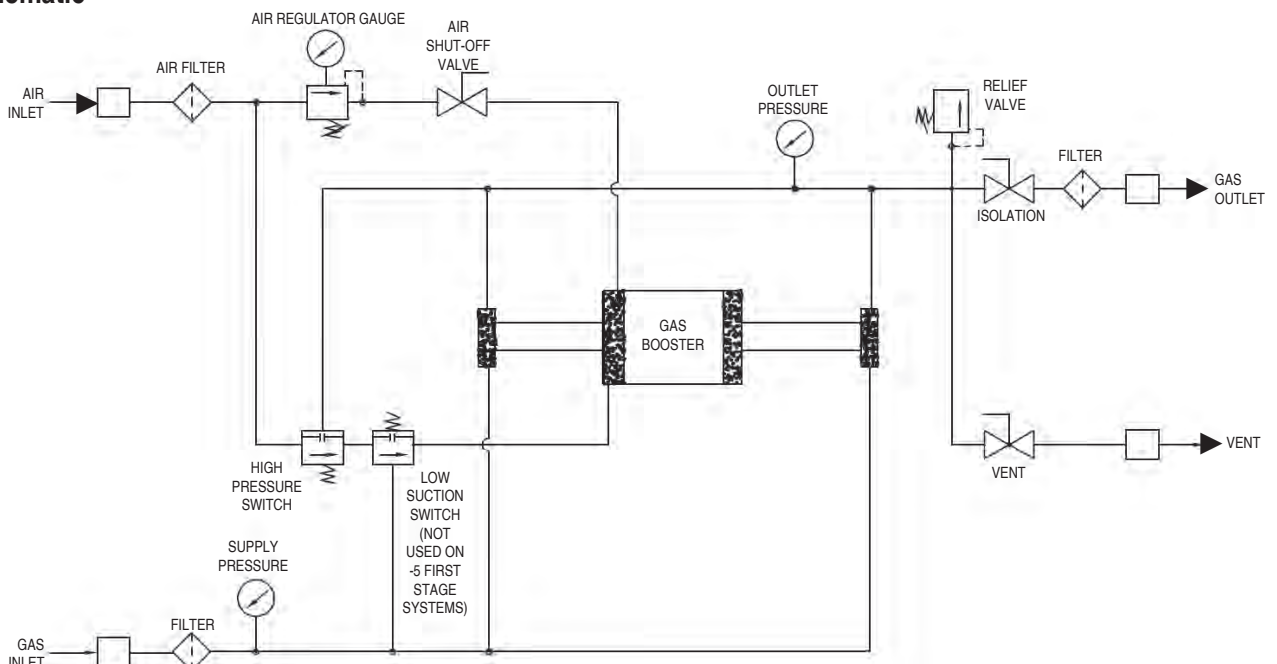 AIR REGULATOR GAUGE
AIR
SHUT-OFF
VALVE
AIR FILTER
AIR
INLET
OUTLET
PRESSURE
RELIEF
VALVE
FILTER
GAS
OUTLET
ISOLATION
GAS
BOOSTER
HIGH
PRESSURE
SWITCH
LOW
SUCTION
SWITCH
(NOT
USED ON
-5 FIRST
STAGE
SYSTEMS)
VENT
VENT
SUPPLY
PRESSURE
FILTER
GAS
INLET